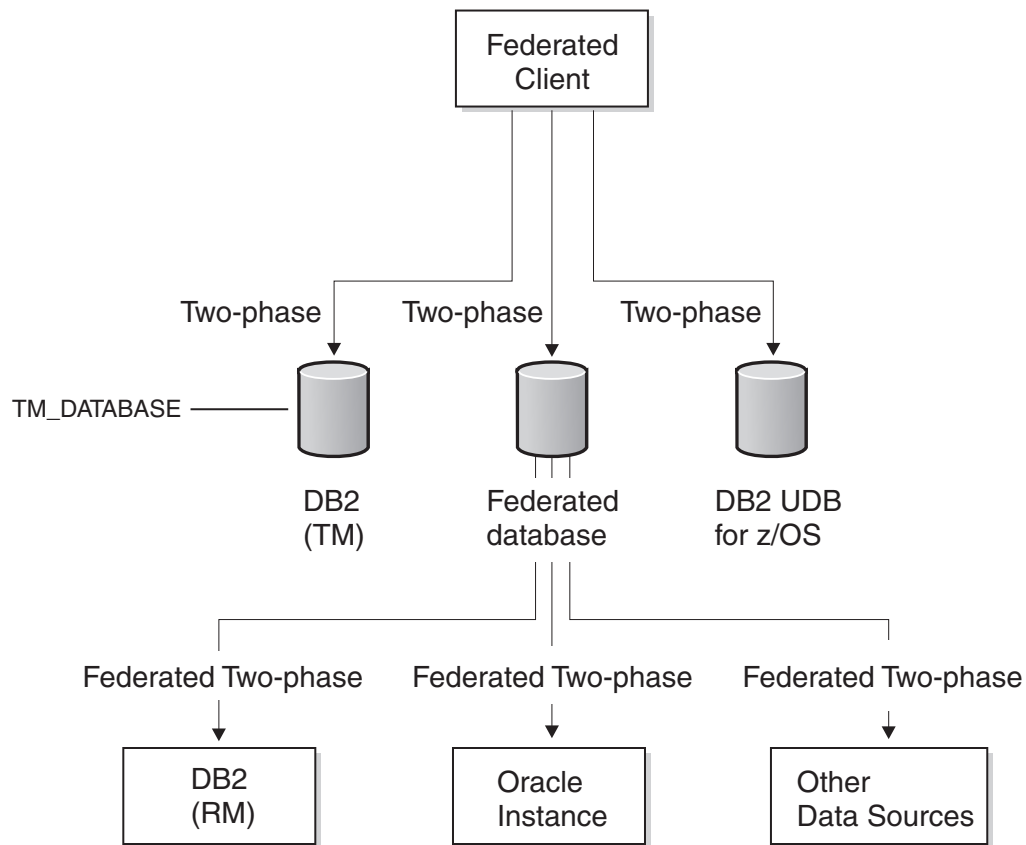 Federated
Client
Two-phase
Two-phase
Two-phase
TM_DATABASE
DB2
(TM)
Federated
database
DB2 UDB
for z/OS
Federated Two-phase
Federated Two-phase
Federated Two-phase
DB2
(RM)
Oracle
Instance
Other
Data Sources